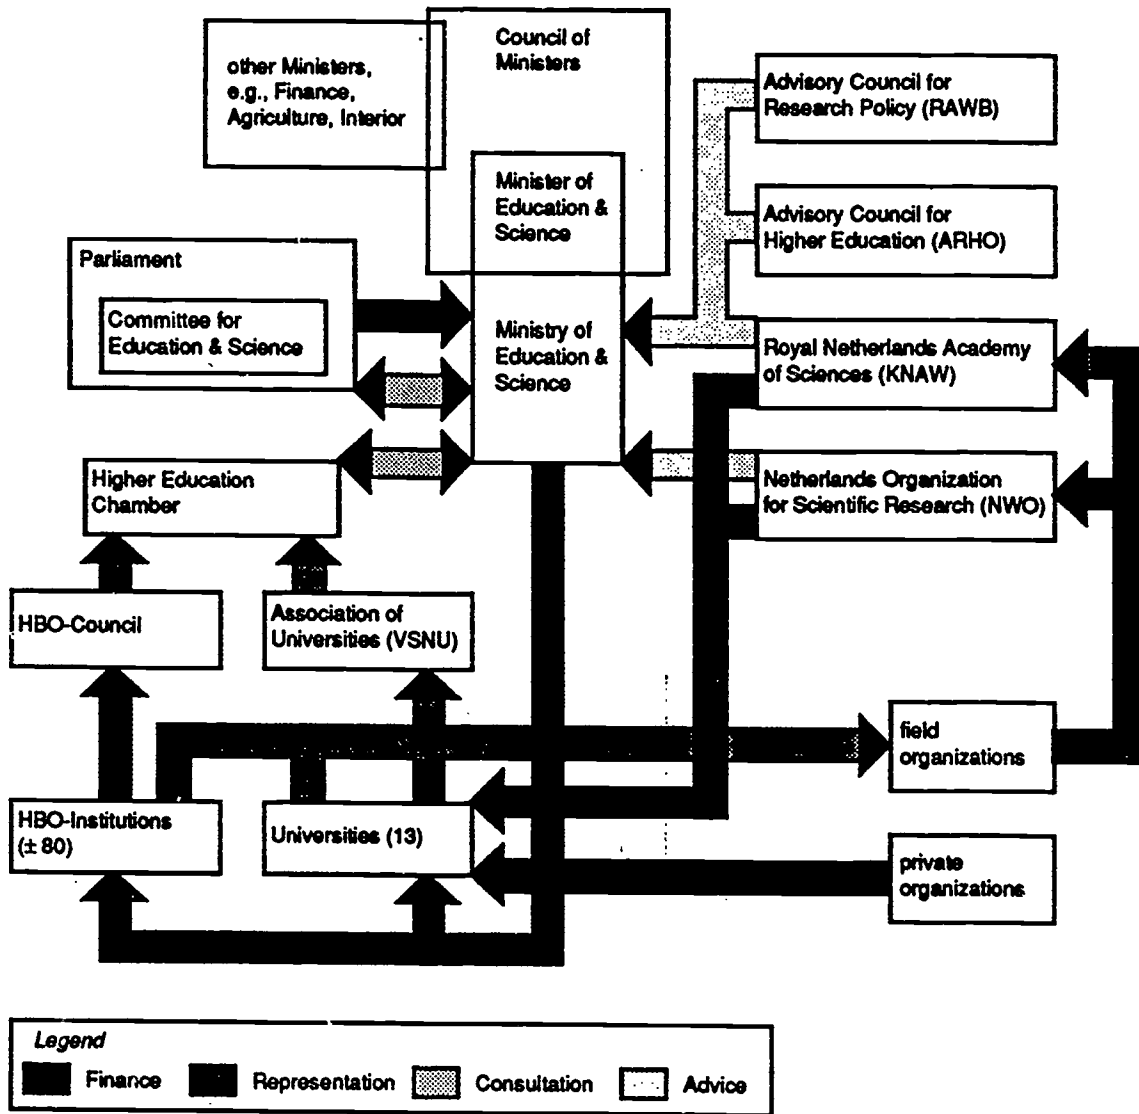 Council of
Ministers
other Ministers,
e.g., Finance,
Agriculture, Interior
Advisory Council for
Research Policy (RAWB)
Minister of
Education &
Science
Advisory Council for
Higher Education (ARHO)
Parliament
Committee for
Education & Science
Ministry of
Education &
Science
Royal Netherlands Academy
of Sciences (KNAW)
Higher Education
Chamber
Netherlands Organization
for Scientific Research (NWO)
HBO-Council
Association of
Universities (VSNU)
field
organizations
HBO-Institutions
(± 80)
Universities (13)
private
organizations
Legend
Finance
Representation
Consultation
Advice